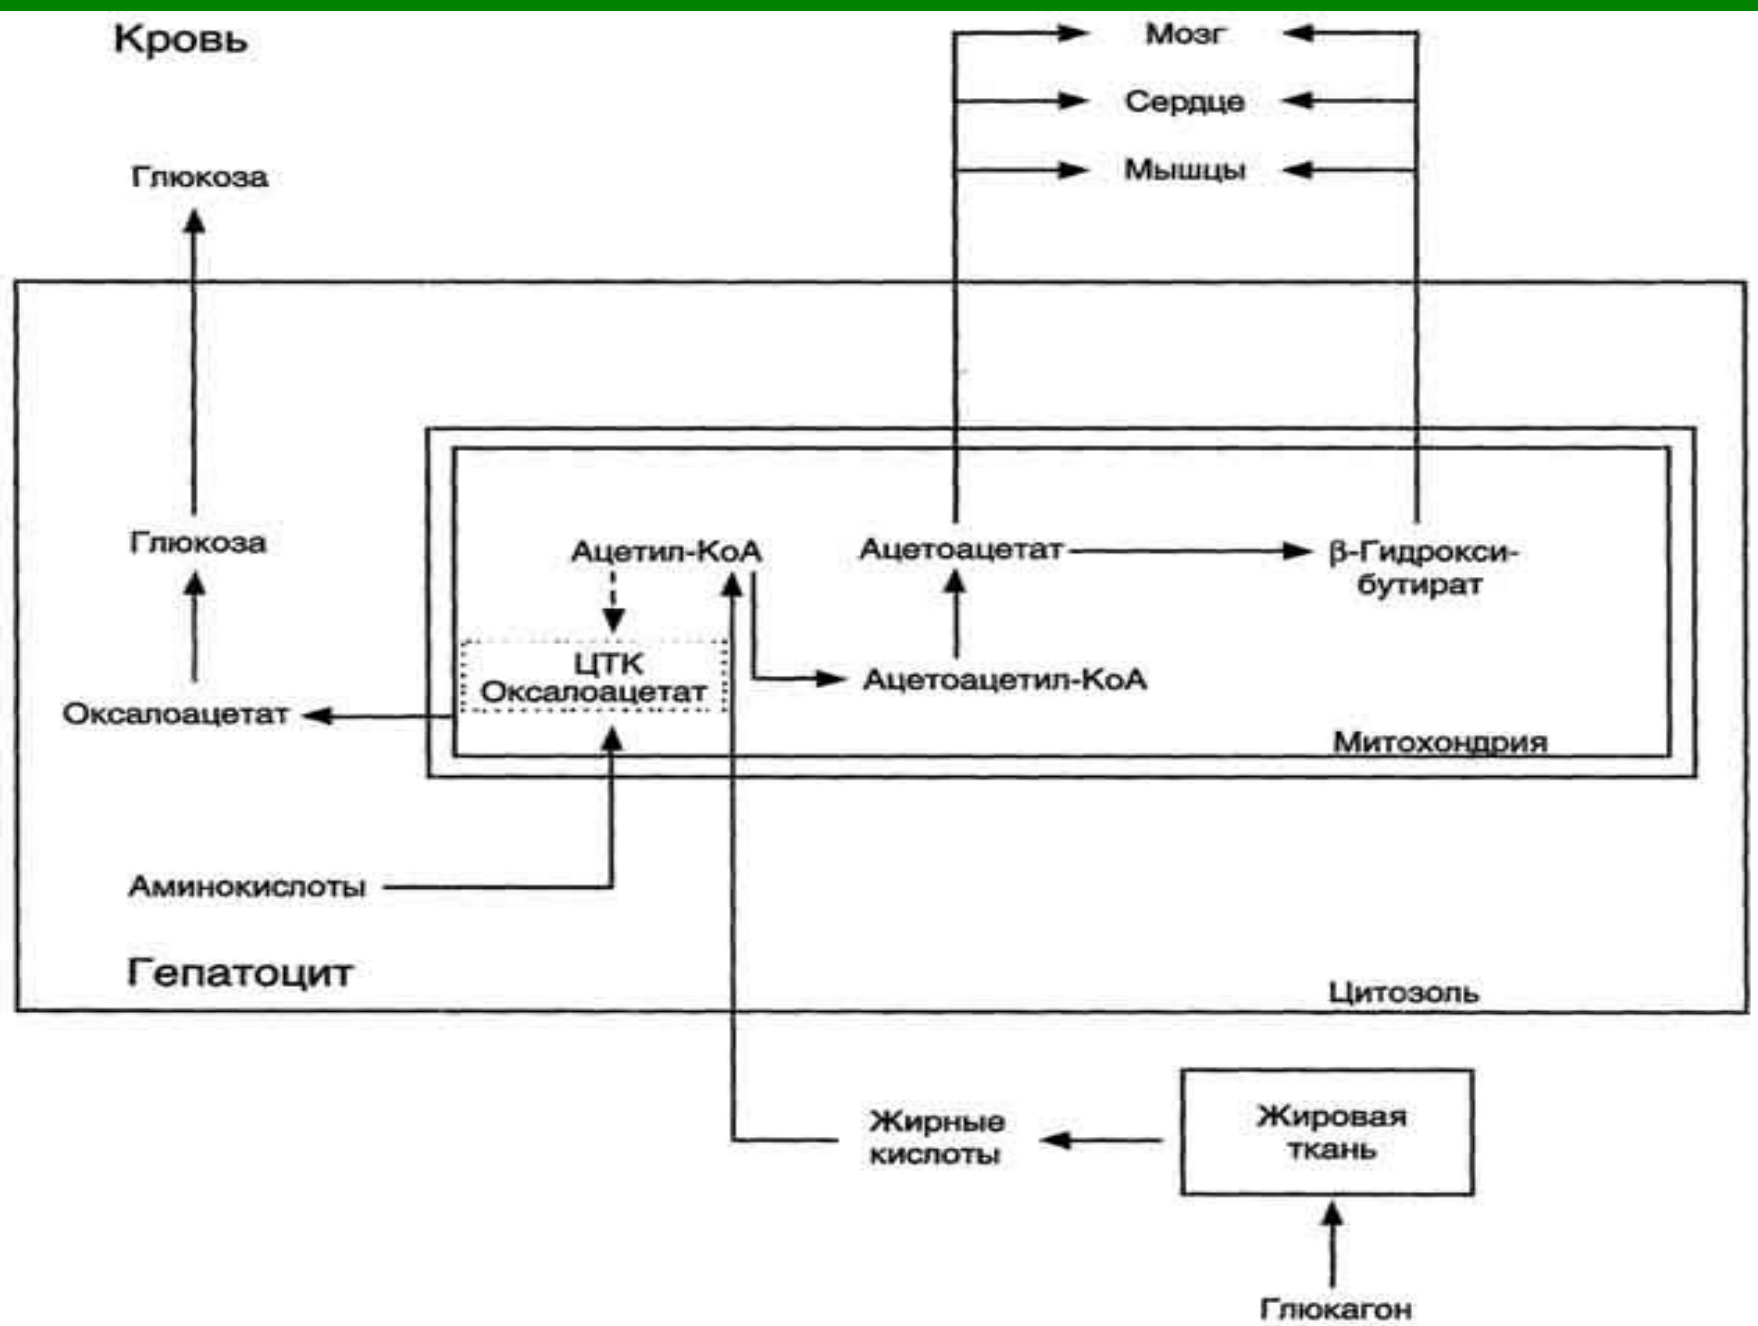 Кровь
Мозг
Сердце
Мышцы
Глюкоза
Глюкоза
Ацетил-КоА
Ацетоацетат
β-Гидрокси-
бутират
ЦТК
Оксалоацетат
Ацетоацетил-КоА
Оксалоацетат
Митохондрия
Аминокислоты
Гепатоцит
Цитозоль
Жирные
кислоты
Жировая
ткань
Глюкагон